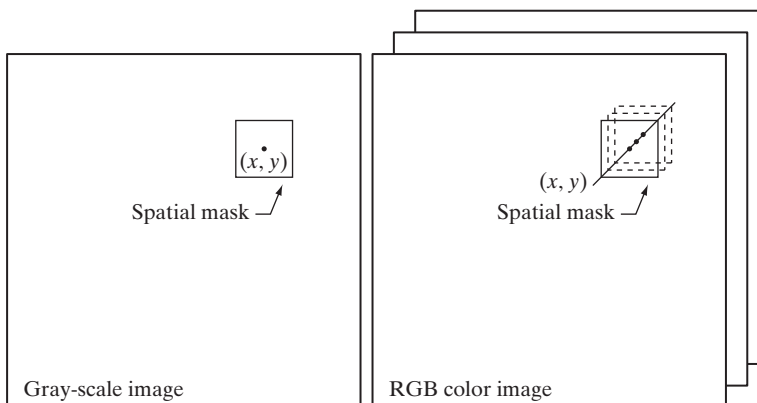 (x, y)
Spatial mask
Gray-scale image
(x, y)
Spatial mask
RGB color image